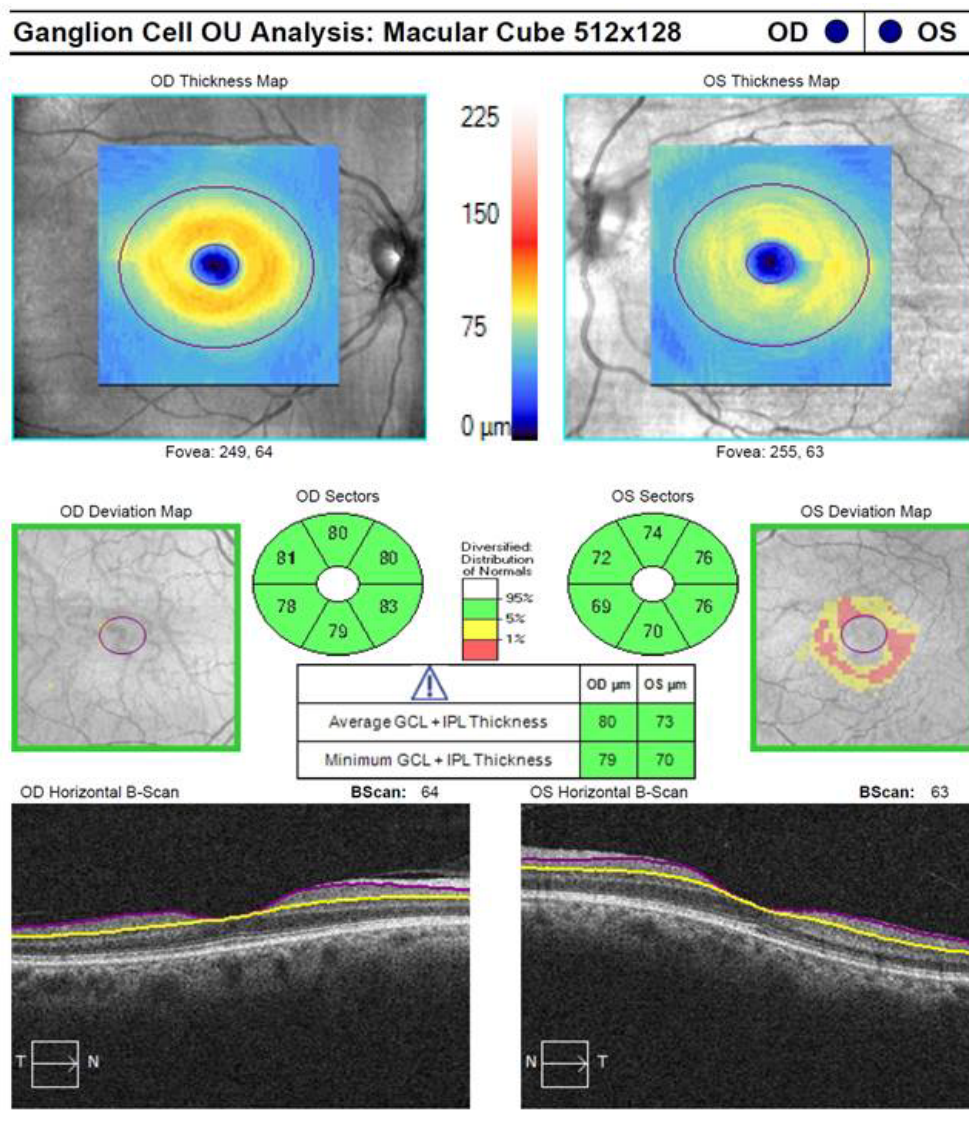 Ganglion Cell OU Analysis: Macular Cube 512x128 OD OS
OD Thickness Map
OS Thickness Map
225
150
75
0 µm
Fovea: 249, 64
Fovea: 255, 63
OD Deviation Map
OD Sectors
80
81 80
78 83
79
Diversified:
Distribution
of Normals
95%
5%
1%
OS Sectors
74
72 76
69 76
70
OS Deviation Map
OD µm OS µm
Average GCL + IPL Thickness 80 73
Minimum GCL + IPL Thickness 79 70
OD Horizontal B-Scan BScan: 64
OS Horizontal B-Scan BScan: 63
T N
N T